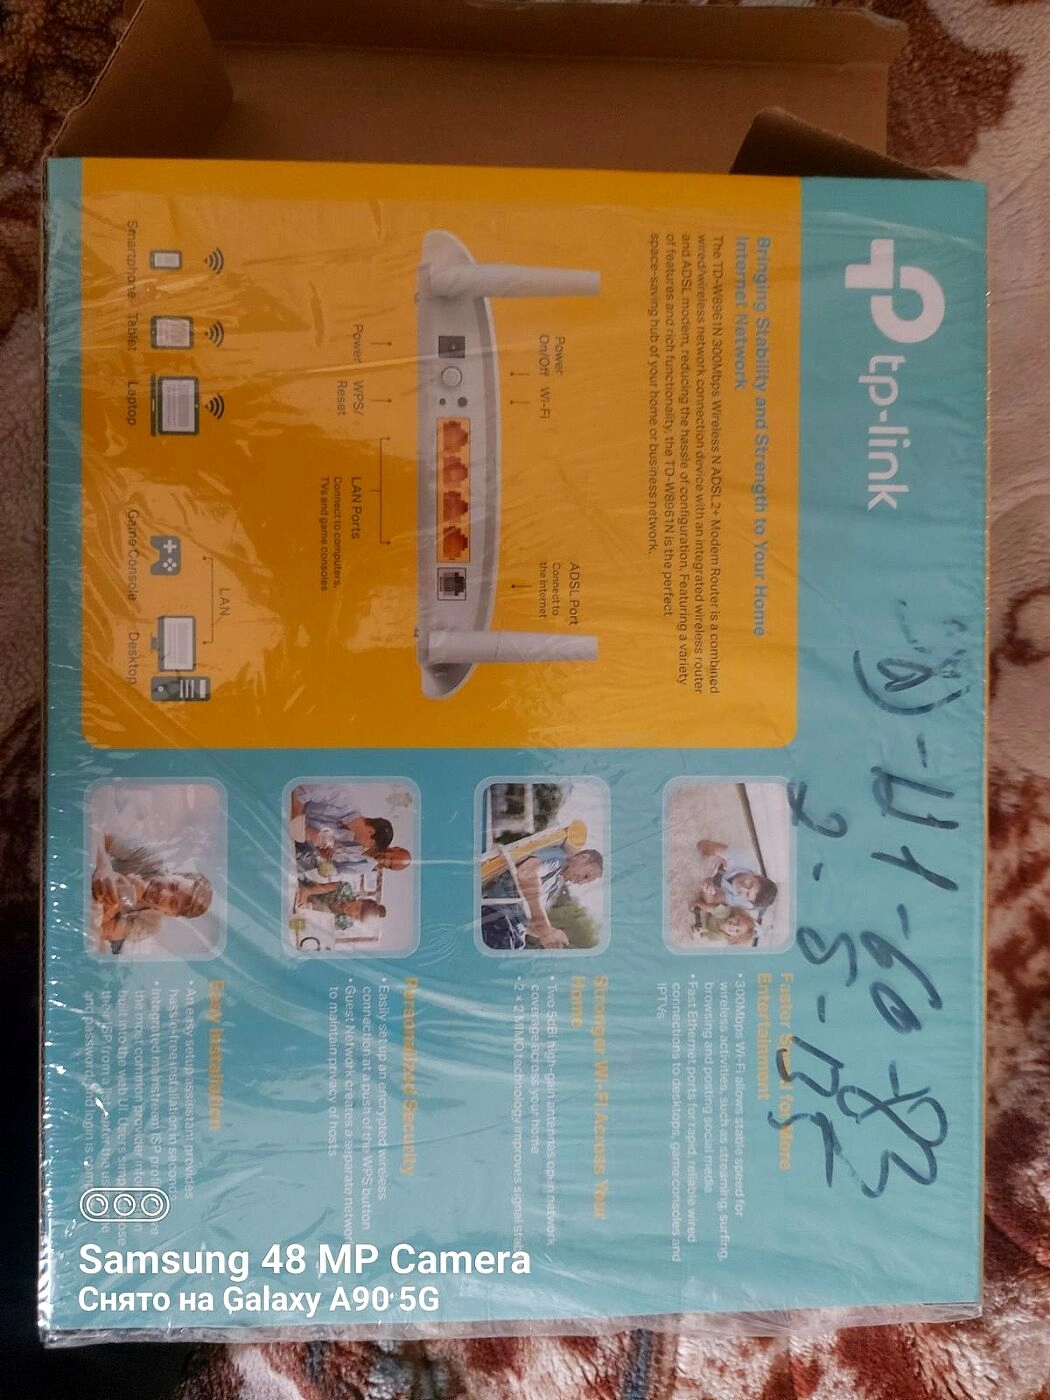 tp-link
Bringing Stability and Strength to Your Home
Internet Network
The TD-W8961N 300Mbps Wireless N ADSL2+ Modem Router is a combined
wired/wireless network connection device with an integrated wireless router
and ADSL modem, reducing the hassle of configuration. Featuring a variety
of features and rich functionality, the TD-W8961N is the perfect
space-saving hub of your home or business network.
Power
On/Off
Wi-Fi
ADSL Port
Connect to
the Internet
Power
WPS/
Reset
LAN Ports
Connect to computers,
TVs and game consoles
LAN
Smartphone
Tablet
Laptop
Game Console
Desktop
Faster for More
Entertainment
• 300Mbps Wi-Fi allows stable speed for
wireless activities, such as streaming, surfing,
browsing and posting social media
• Fast Ethernet ports for rapid, reliable wired
connections to desktops, game consoles and
IPTVs
Stronger Wi-Fi Across Your
Home
• Two 5dBi high-gain antennas open network
coverage across your home
• 2 × 2 MIMO technology improves signal
Personalized Security
• Easily set up an encrypted wireless
connection at a push of the WPS button
• Guest Network creates a separate network
to maintain privacy of hosts
Easy Installation
• An easy setup assistant provides
hassle-free installation in seconds
Samsung 48 MP Camera
Снято на Galaxy A90 5G